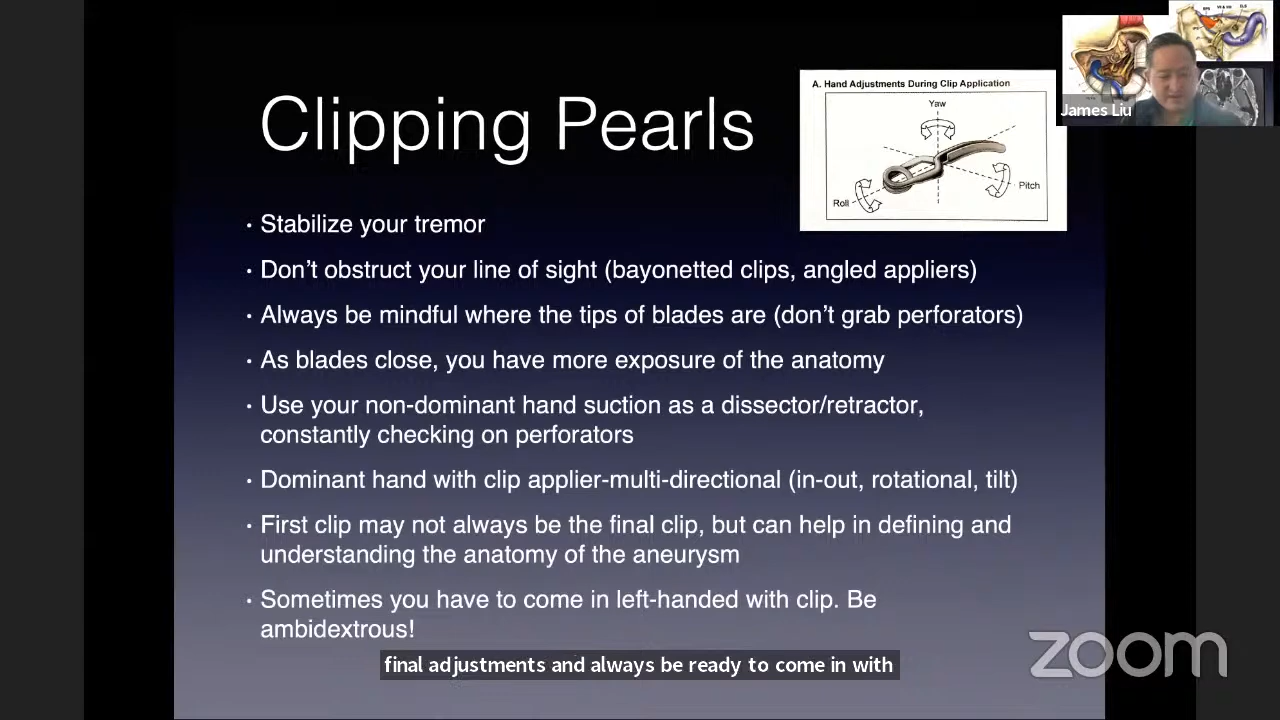 Clipping Pearls
A. Hand Adjustments During Clip Application
Yaw
Pitch
Roll
James Liu
• Stabilize your tremor
• Don’t obstruct your line of sight (bayonetted clips, angled appliers)
• Always be mindful where the tips of blades are (don’t grab perforators)
• As blades close, you have more exposure of the anatomy
• Use your non-dominant hand suction as a dissector/retractor,
constantly checking on perforators
• Dominant hand with clip applier-multi-directional (in-out, rotational, tilt)
• First clip may not always be the final clip, but can help in defining and
understanding the anatomy of the aneurysm
• Sometimes you have to come in left-handed with clip. Be
ambidextrous!
final adjustments and always be ready to come in with
zoom